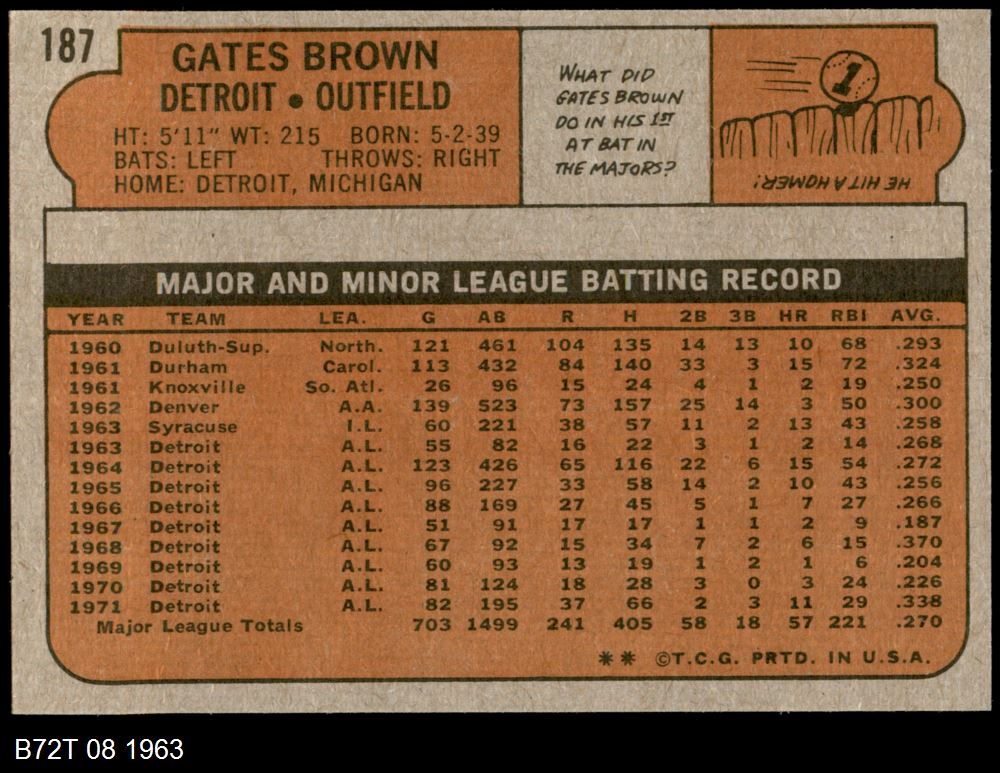 187
GATES BROWN
DETROIT • OUTFIELD
HT: 5'11" WT: 215 BORN: 5-2-39
BATS: LEFT THROWS: RIGHT
HOME: DETROIT, MICHIGAN
WHAT DID
GATES BROWN
DO IN HIS 1ST
AT BAT IN
THE MAJORS?
1
HE HIT A HOMER!
MAJOR AND MINOR LEAGUE BATTING RECORD
YEAR TEAM LEA. G AB R H 2B 3B HR RBI AVG.
1960 Duluth-Sup. North. 121 461 104 135 14 13 10 68 .293
1961 Durham Carol. 113 432 84 140 33 3 15 72 .324
1961 Knoxville So. Atl. 26 96 15 24 4 1 2 19 .250
1962 Denver A.A. 139 523 73 157 25 14 3 50 .300
1963 Syracuse I.L. 60 221 38 57 11 2 13 43 .258
1963 Detroit A.L. 55 82 16 22 3 1 2 14 .268
1964 Detroit A.L. 123 426 65 116 22 6 15 54 .272
1965 Detroit A.L. 96 227 33 58 14 2 10 43 .256
1966 Detroit A.L. 88 169 27 45 5 1 7 27 .266
1967 Detroit A.L. 51 91 17 17 1 1 2 9 .187
1968 Detroit A.L. 67 92 15 34 7 2 6 15 .370
1969 Detroit A.L. 60 93 13 19 1 2 1 6 .204
1970 Detroit A.L. 81 124 18 28 3 0 3 24 .226
1971 Detroit A.L. 82 195 37 66 2 3 11 29 .338
Major League Totals 703 1499 241 405 58 18 57 221 .270
** ©T.C.G. PRTD. IN U.S.A.
B72T 08 1963